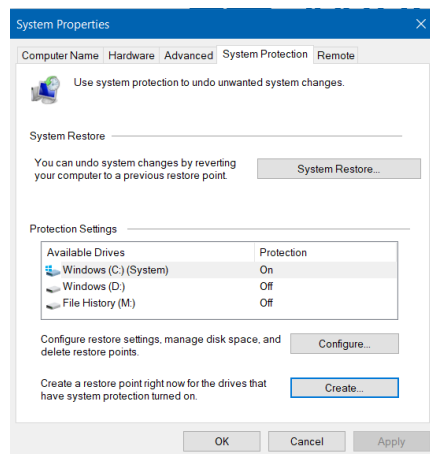 System Properties
Computer Name Hardware Advanced System Protection Remote
Use system protection to undo unwanted system changes.
System Restore
You can undo system changes by reverting
your computer to a previous restore point.
System Restore...
Protection Settings
Available Drives Protection
Windows (C:) (System) On
Windows (D:) Off
File History (M:) Off
Configure restore settings, manage disk space, and
delete restore points.
Configure...
Create a restore point right now for the drives that
have system protection turned on.
Create...
OK Cancel Apply